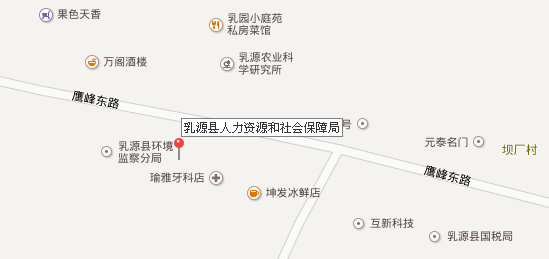 果色天香
乳园小庭苑
私房菜馆
万阁酒楼
乳源农业科
学研究所
鹰峰东路
乳源县人力资源和社会保障局
号
乳源县环境
监察分局
元泰名门
坝厂村
瑜雅牙科店
鹰峰东路
坤发冰鲜店
互新科技
乳源县国税局